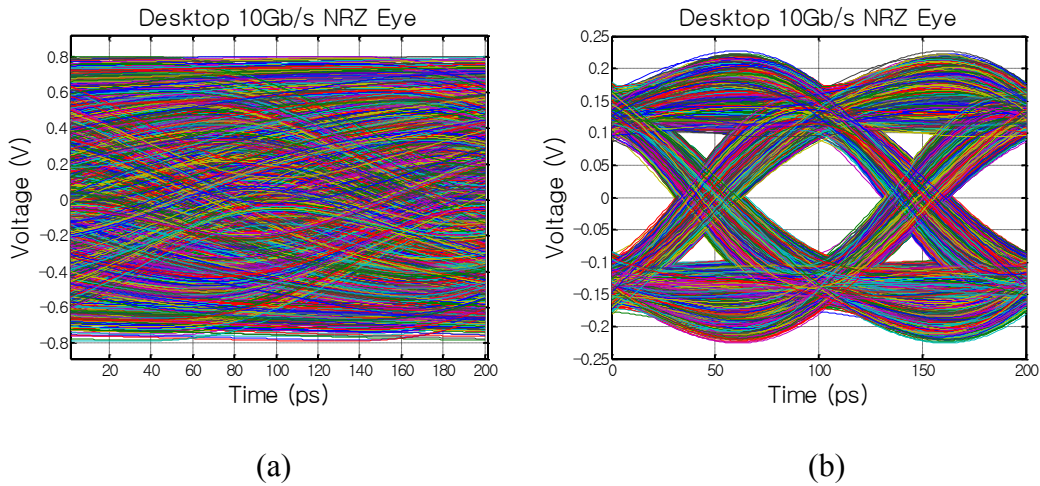 Desktop 10Gb/s NRZ Eye
0.8
0.6
0.4
0.2
0
-0.2
-0.4
-0.6
-0.8
Voltage (V)
20 40 60 80 100 120 140 160 180 200
Time (ps)
(a)
Desktop 10Gb/s NRZ Eye
0.25
0.2
0.15
0.1
0.05
0
-0.05
-0.1
-0.15
-0.2
-0.25
Voltage (V)
0 50 100 150 200
Time (ps)
(b)